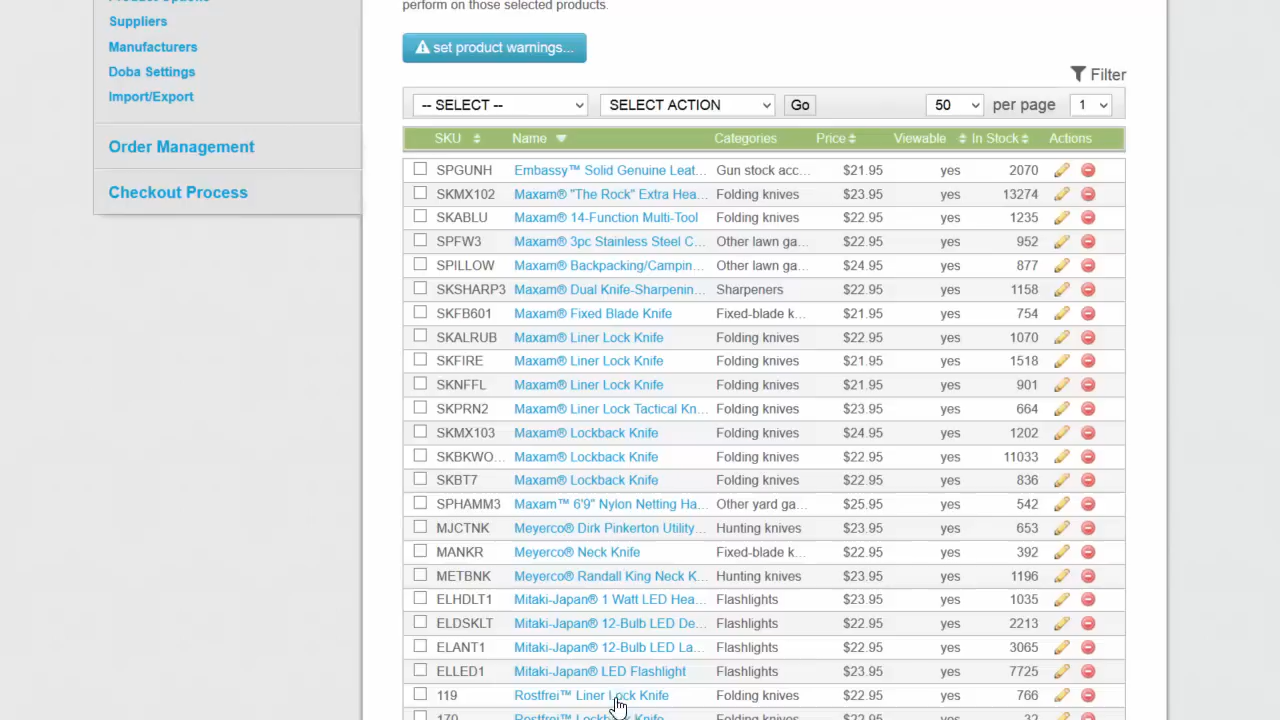 perform on those selected products.
Suppliers
Manufacturers
Doba Settings
Import/Export
Order Management
Checkout Process
set product warnings...
Filter
-- SELECT -- SELECT ACTION Go 50 per page 1
SKU Name Categories Price Viewable In Stock Actions
SPGUNH Embassy™ Solid Genuine Leat... Gun stock acc... $21.95 yes 2070
SKMX102 Maxam® "The Rock" Extra Hea... Folding knives $23.95 yes 13274
SKABLU Maxam® 14-Function Multi-Tool Folding knives $22.95 yes 1235
SPFW3 Maxam® 3pc Stainless Steel C... Other lawn ga... $22.95 yes 952
SPILLOW Maxam® Backpacking/Campin... Other lawn ga... $24.95 yes 877
SKSHARP3 Maxam® Dual Knife-Sharpenin... Sharpeners $22.95 yes 1158
SKFB601 Maxam® Fixed Blade Knife Fixed-blade k... $21.95 yes 754
SKALRUB Maxam® Liner Lock Knife Folding knives $22.95 yes 1070
SKFIRE Maxam® Liner Lock Knife Folding knives $21.95 yes 1518
SKNFFL Maxam® Liner Lock Knife Folding knives $21.95 yes 901
SKPRN2 Maxam® Liner Lock Tactical Kn... Folding knives $23.95 yes 664
SKMX103 Maxam® Lockback Knife Folding knives $24.95 yes 1202
SKBKWO... Maxam® Lockback Knife Folding knives $22.95 yes 11033
SKBT7 Maxam® Lockback Knife Folding knives $22.95 yes 836
SPHAMM3 Maxam™ 6'9" Nylon Netting Ha... Other yard ga... $25.95 yes 542
MJCTNK Meyerco® Dirk Pinkerton Utility... Hunting knives $23.95 yes 653
MANKR Meyerco® Neck Knife Fixed-blade k... $22.95 yes 392
METBNK Meyerco® Randall King Neck K... Hunting knives $23.95 yes 1196
ELHDLT1 Mitaki-Japan® 1 Watt LED Hea... Flashlights $23.95 yes 1035
ELDSKLT Mitaki-Japan® 12-Bulb LED De... Flashlights $23.95 yes 2213
ELANT1 Mitaki-Japan® 12-Bulb LED La... Flashlights $22.95 yes 3065
ELLED1 Mitaki-Japan® LED Flashlight Flashlights $23.95 yes 7725
119 Rostfrei™ Liner Lock Knife Folding knives $22.95 yes 766